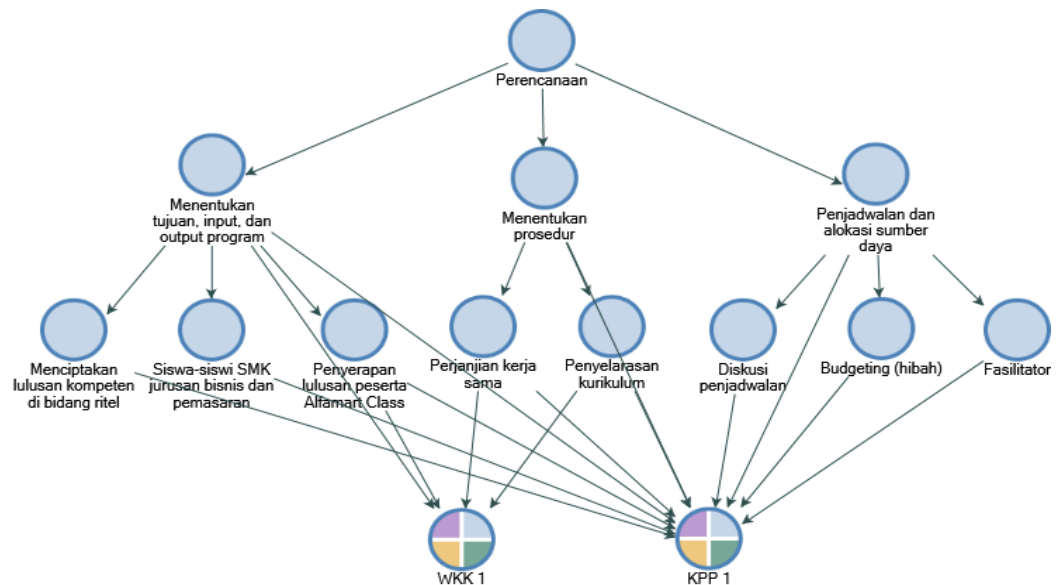 Perencanaan
Menentukan
tujuan, input, dan
output program
Menentukan
prosedur
Penjadwalan dan
alokasi sumber
daya
Menciptakan
lulusan kompeten
di bidang ritel
Siswa-siswi SMK
jurusan bisnis dan
pemasaran
Penyerapan
lulusan peserta
Alfamart Class
Perjanjian kerja
sama
Penyelarasan
kurikulum
Diskusi
penjadwalan
Budgeting (hibah)
Fasilitator
WKK 1
KPP 1